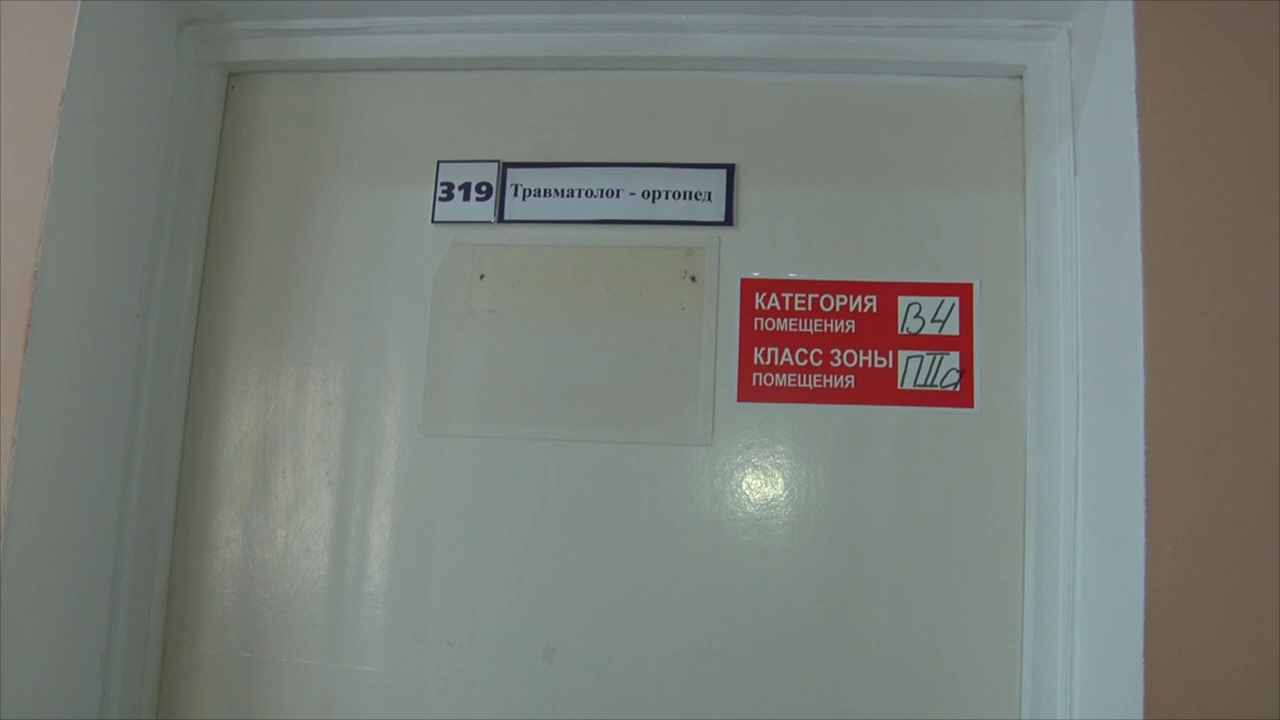 319 Травматолог - ортопед
КАТЕГОРИЯ
ПОМЕЩЕНИЯ
В4
КЛАСС ЗОНЫ
ПОМЕЩЕНИЯ
ПIIа